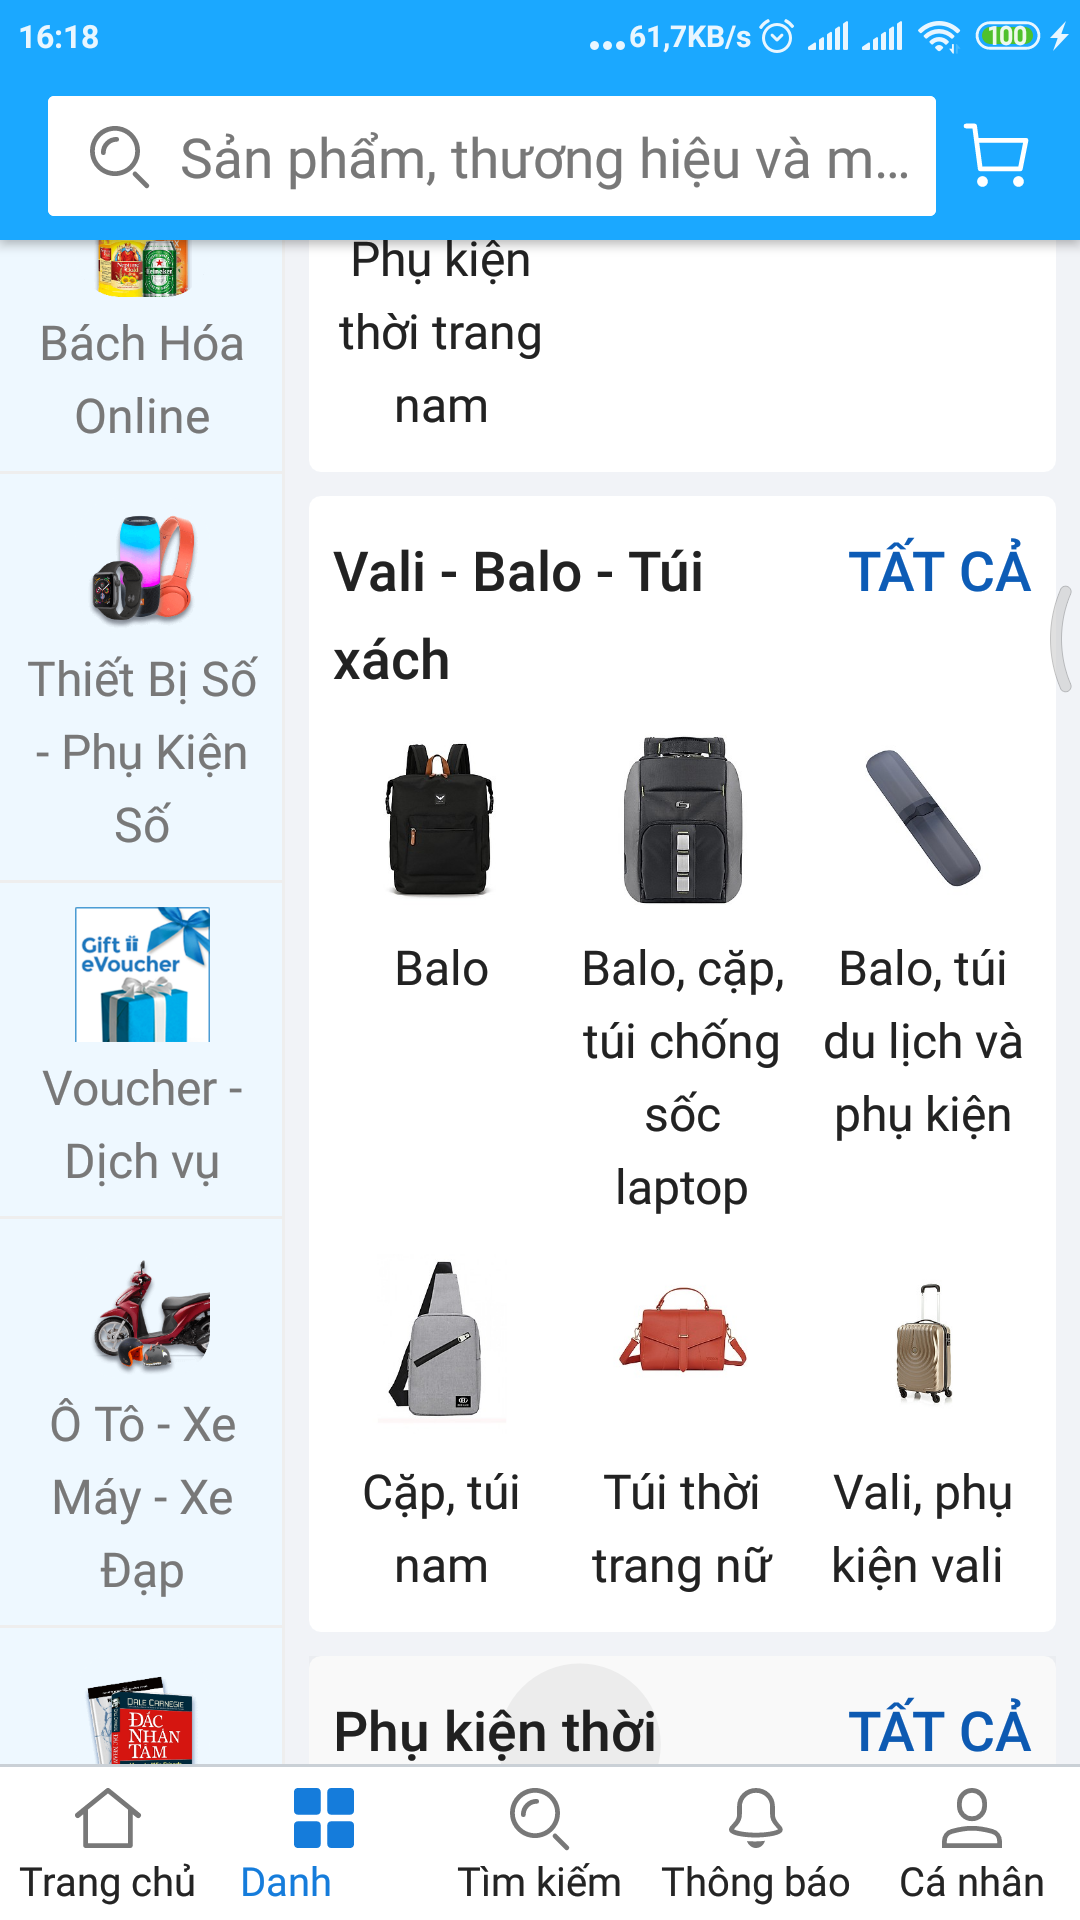 16:18
...61,7KB/s
100
Sản phẩm, thương hiệu và m...
Heineken
Bách Hóa
Online
Thiết Bị Số
- Phụ Kiện
Số
Gift
eVoucher
Voucher -
Dịch vụ
Ô Tô - Xe
Máy - Xe
Đạp
DALE CARNEGIE
ĐẮC
NHÂN
TÂM
Phụ kiện
thời trang
nam
Vali - Balo - Túi
xách
TẤT CẢ
Balo
Balo, cặp,
túi chống
sốc
laptop
Balo, túi
du lịch và
phụ kiện
Cặp, túi
nam
Túi thời
trang nữ
Vali, phụ
kiện vali
Phụ kiện thời
TẤT CẢ
Trang chủ
Danh
Tìm kiếm
Thông báo
Cá nhân